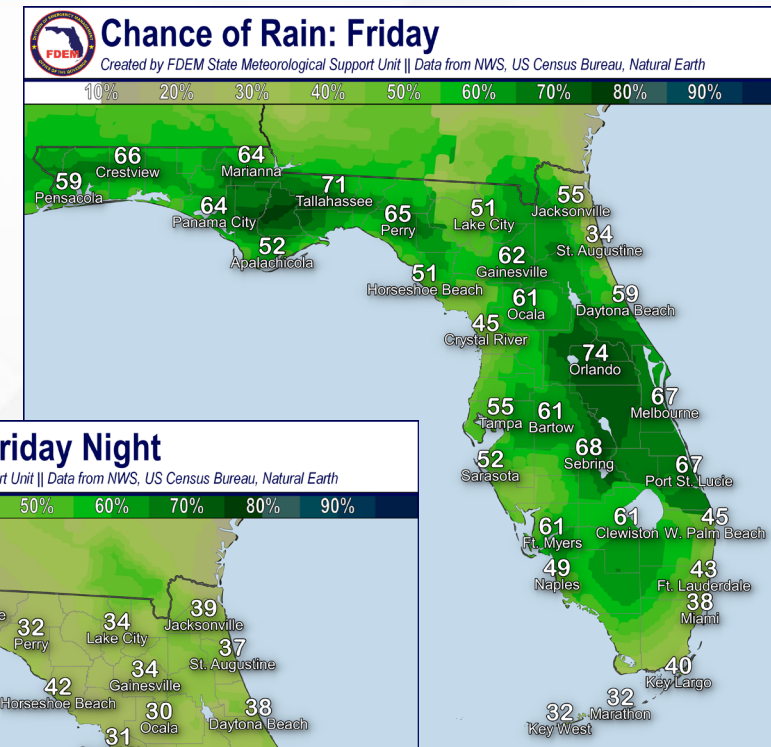 FDEM
Chance of Rain: Friday
Created by FDEM State Meteorological Support Unit || Data from NWS, US Census Bureau, Natural Earth
10% 20% 30% 40% 50% 60% 70% 80% 90%
66
Crestview
64
Marianna
59
Pensacola
71
Tallahassee
64
Panama City
65
Perry
51
Lake City
55
Jacksonville
34
St. Augustine
52
Apalachicola
62
Gainesville
51
Horseshoe Beach
61
Ocala
59
Daytona Beach
45
Crystal River
74
Orlando
67
Melbourne
55
Tampa
61
Bartow
68
Sebring
52
Sarasota
67
Port St. Lucie
61
Ft. Myers
61
Clewiston
45
W. Palm Beach
49
Naples
43
Ft. Lauderdale
38
Miami
40
Key Largo
32
Marathon
32
Key West
riday Night
rt Unit || Data from NWS, US Census Bureau, Natural Earth
50% 60% 70% 80% 90%
e
32
Perry
34
Lake City
39
Jacksonville
37
St. Augustine
34
Gainesville
42
Horseshoe Beach
30
Ocala
38
Daytona Beach
31